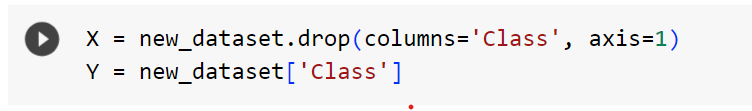 X = new_dataset.drop(columns='Class', axis=1)
Y = new_dataset['Class']